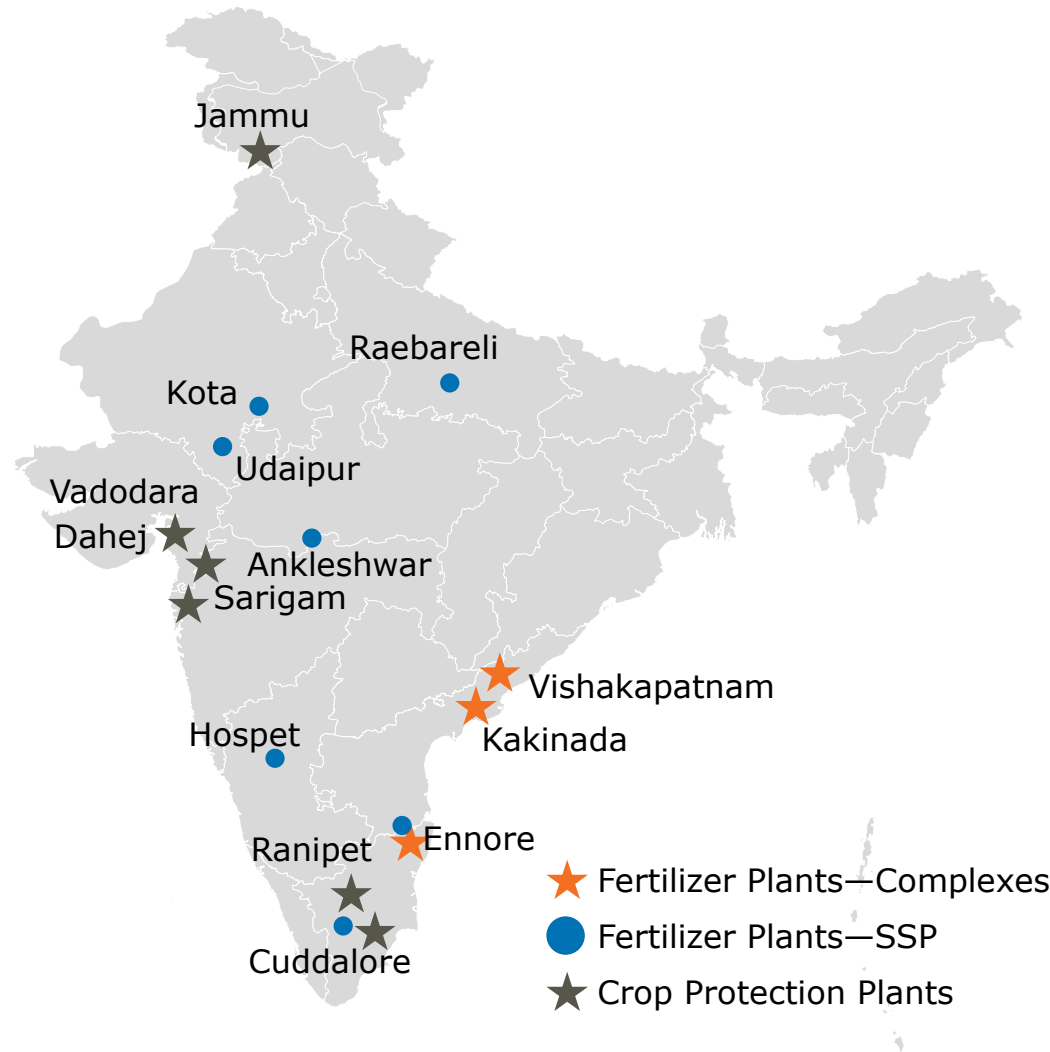 Jammu
Raebareli
Kota
Udaipur
Vadodara
Dahej
Ankleshwar
Sarigam
Vishakapatnam
Kakinada
Hospet
Ennore
Ranipet
Cuddalore
Fertilizer Plants—Complexes
Fertilizer Plants—SSP
Crop Protection Plants